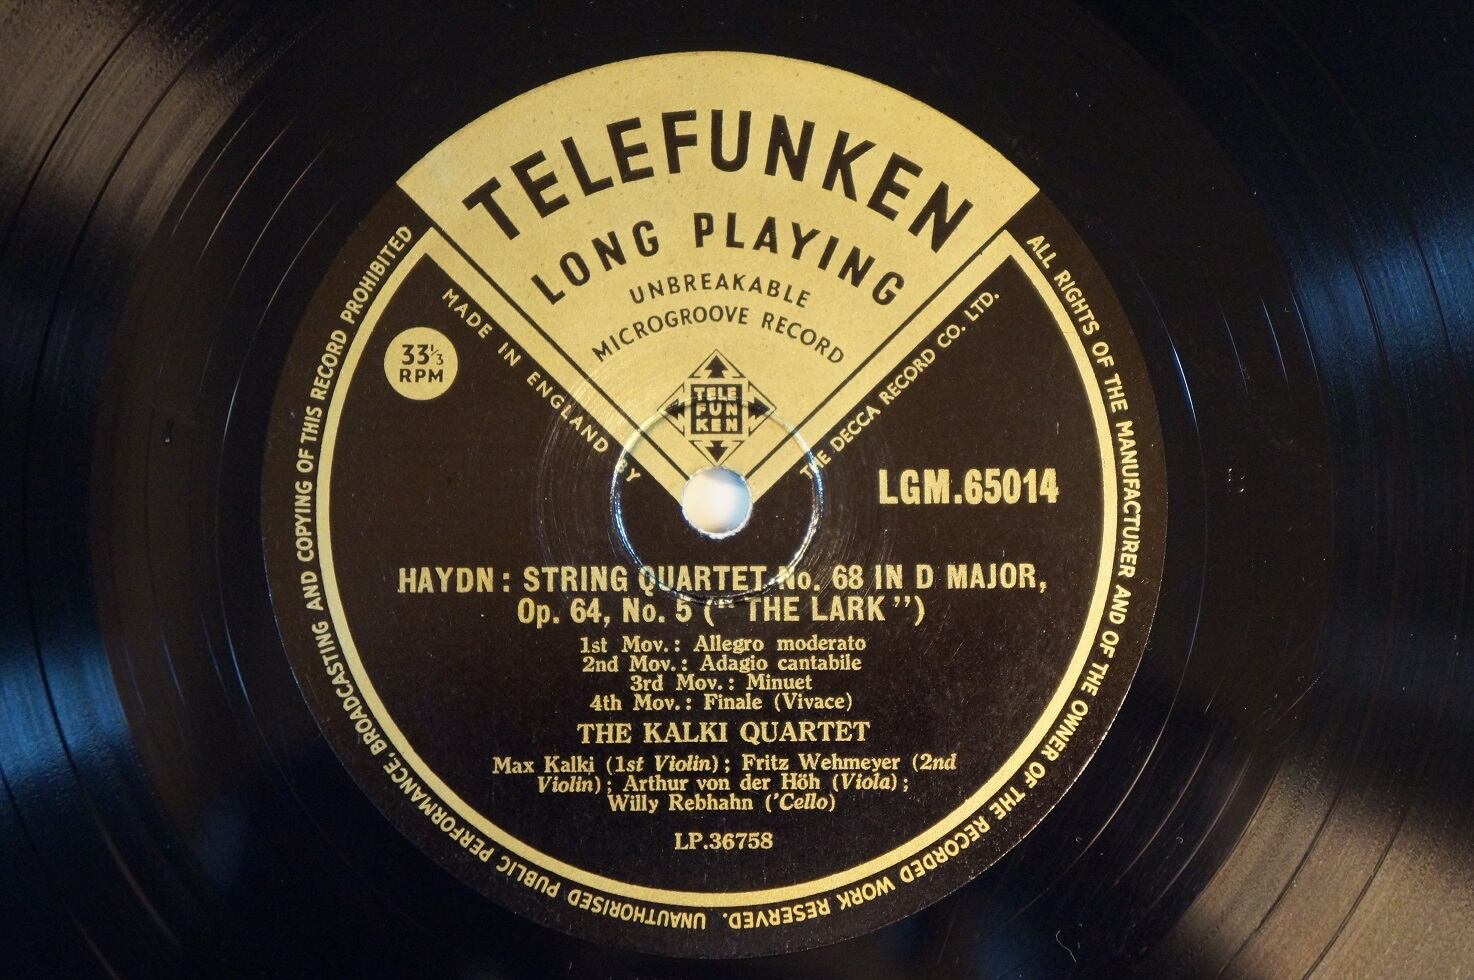 TELEFUNKEN
LONG PLAYING
UNBREAKABLE
MICROGROOVE RECORD
TELE
FUN
KEN
33⅓
RPM
MADE IN ENGLAND BY
THE DECCA RECORD CO. LTD.
LGM.65014
HAYDN: STRING QUARTET No. 68 IN D MAJOR,
Op. 64, No. 5 (“ THE LARK ”)
1st Mov.: Allegro moderato
2nd Mov.: Adagio cantabile
3rd Mov.: Minuet
4th Mov.: Finale (Vivace)
THE KALKI QUARTET
Max Kalki (1st Violin); Fritz Wehmeyer (2nd
Violin); Arthur von der Höh (Viola);
Willy Rebhahn ('Cello)
LP.36758
ALL RIGHTS OF THE MANUFACTURER AND OF THE OWNER OF THE RECORDED WORK RESERVED. UNAUTHORISED PUBLIC PERFORMANCE, BROADCASTING AND COPYING OF THIS RECORD PROHIBITED